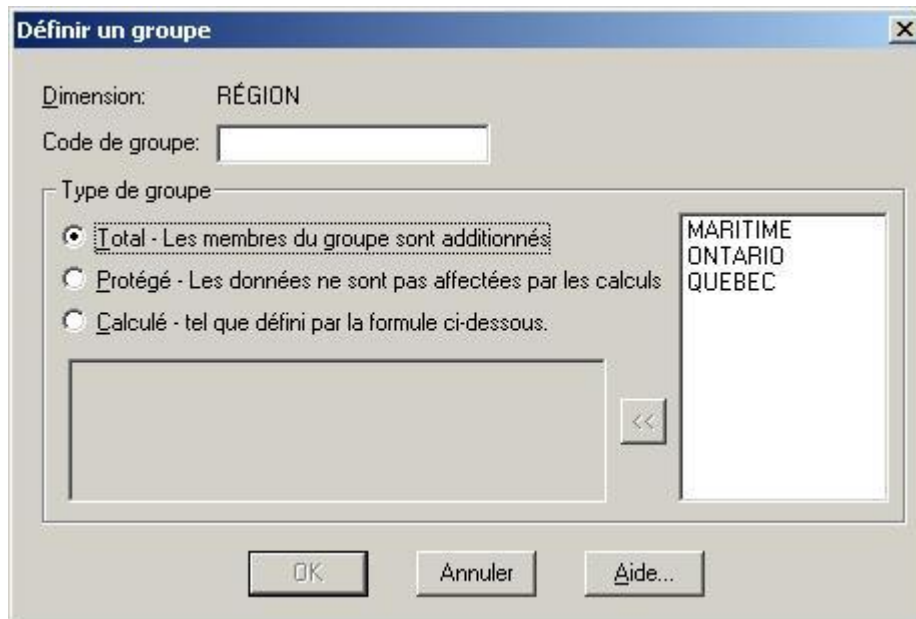 Définir un groupe
Dimension: RÉGION
Code de groupe:
Type de groupe
Total - Les membres du groupe sont additionnés
Protégé - Les données ne sont pas affectées par les calculs
Calculé - tel que défini par la formule ci-dessous.
MARITIME
ONTARIO
QUEBEC
<<
OK Annuler Aide...